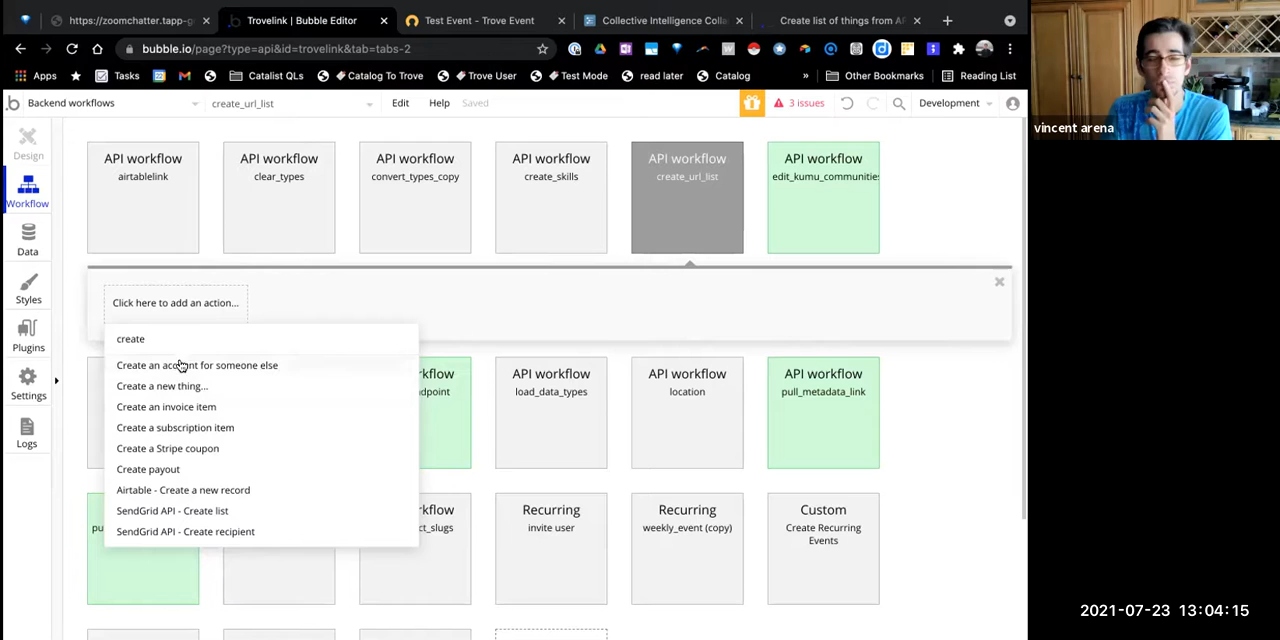 https://zoomchatter.tapp-g
Trovelink | Bubble Editor
Test Event - Trove Event
Collective Intelligence Coll
Create list of things from AP
bubble.io/page?type=api&id=trovelink&tab=tabs-2
Apps
Tasks
Catalist QLs
Catalog To Trove
Trove User
Test Mode
read later
Catalog
»
Other Bookmarks
Reading List
Backend workflows
create_url_list
Edit
Help
Saved
3 issues
Development
vincent arena
Design
Workflow
Data
Styles
Plugins
Settings
Logs
API workflow
airtablelink
API workflow
clear_types
API workflow
convert_types_copy
API workflow
create_skills
API workflow
create_url_list
API workflow
edit_kumu_communities
Click here to add an action...
create
Create an account for someone else
Create a new thing...
Create an invoice item
Create a subscription item
Create a Stripe coupon
Create payout
Airtable - Create a new record
SendGrid API - Create list
SendGrid API - Create recipient
rkflow
dpoint
API workflow
load_data_types
API workflow
location
API workflow
pull_metadata_link
pu
rkflow
ct_slugs
Recurring
invite user
Recurring
weekly_event (copy)
Custom
Create Recurring
Events
2021-07-23 13:04:15